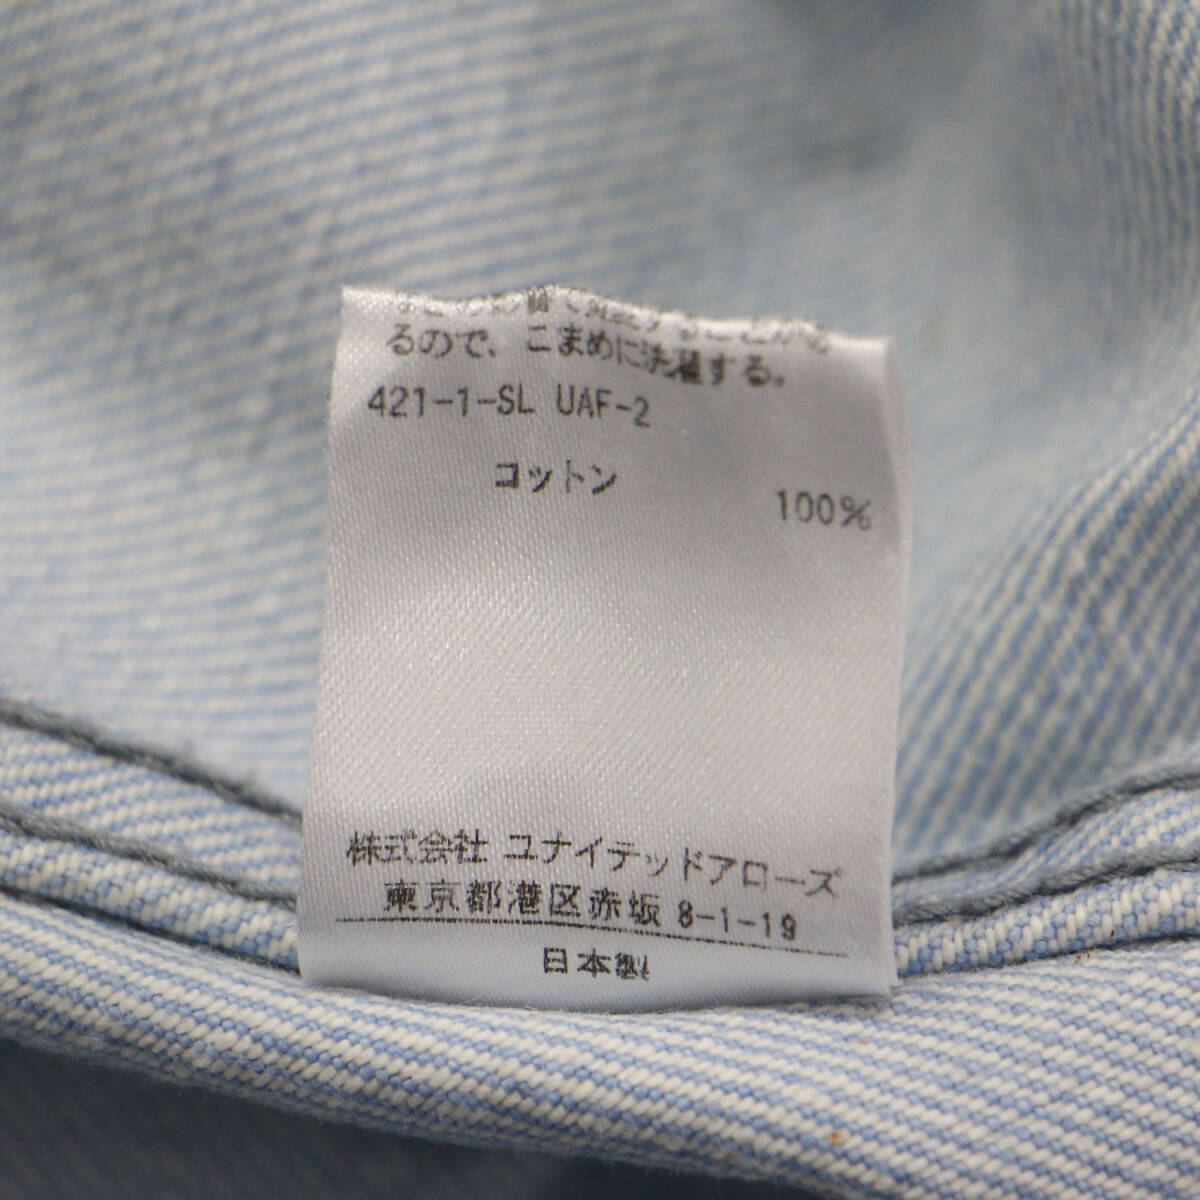 るので、こまめに洗濯する。
421-1-SL UAF-2
コットン 100%
株式会社 ユナイテッドアローズ
東京都港区赤坂 8-1-19
日本製